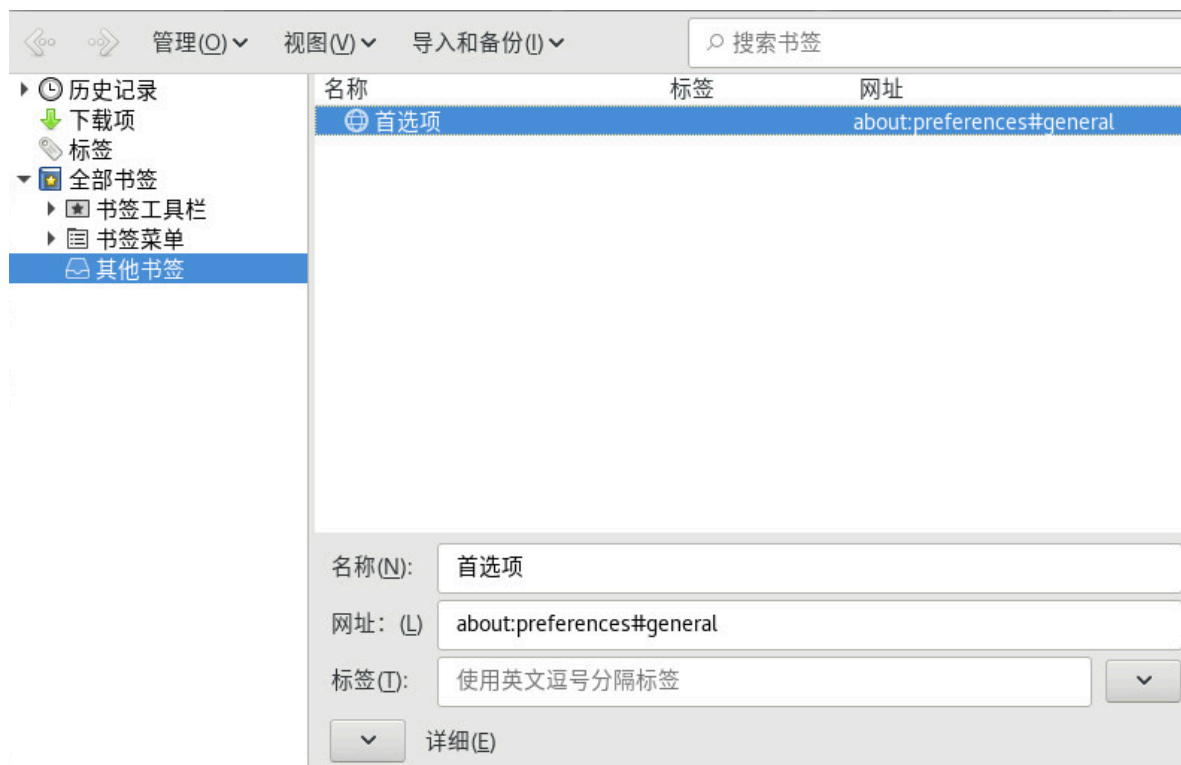 管理(O) 视图(V) 导入和备份(I) 搜索书签
历史记录
下载项
标签
全部书签
书签工具栏
书签菜单
其他书签
名称 标签 网址
首选项 about:preferences#general
名称(N): 首选项
网址：(L) about:preferences#general
标签(T): 使用英文逗号分隔标签
详细(E)